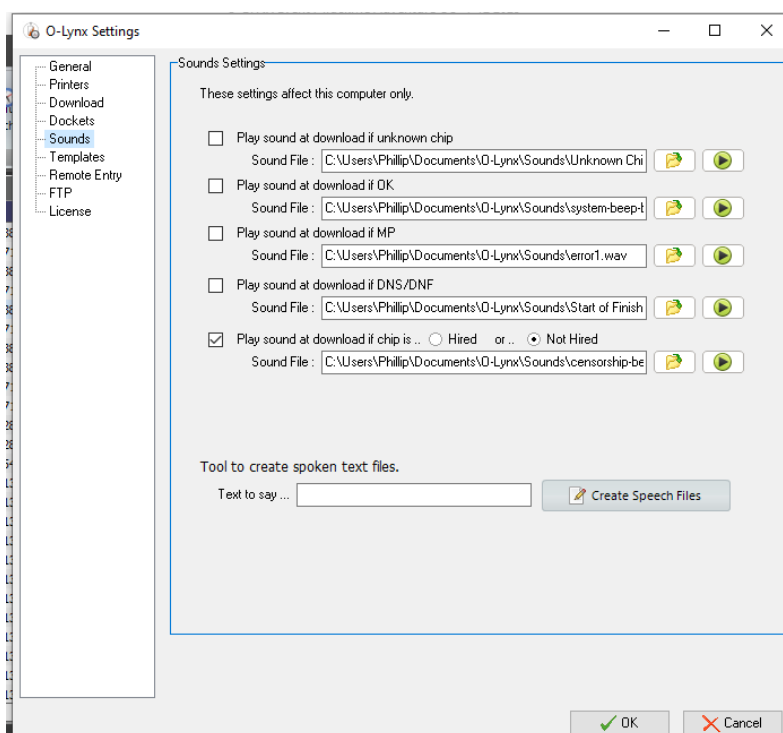 O-Lynx Settings
General
Printers
Download
Dockets
Sounds
Templates
Remote Entry
FTP
License
Sounds Settings
These settings affect this computer only.
Play sound at download if unknown chip
Sound File : C:\Users\Phillip\Documents\O-Lynx\Sounds\Unknown Chi
Play sound at download if OK
Sound File : C:\Users\Phillip\Documents\O-Lynx\Sounds\system-beep-b
Play sound at download if MP
Sound File : C:\Users\Phillip\Documents\O-Lynx\Sounds\error1.wav
Play sound at download if DNS/DNF
Sound File : C:\Users\Phillip\Documents\O-Lynx\Sounds\Start of Finish
Play sound at download if chip is .. Hired or .. Not Hired
Sound File : C:\Users\Phillip\Documents\O-Lynx\Sounds\censorship-be
Tool to create spoken text files.
Text to say ... Create Speech Files
OK Cancel